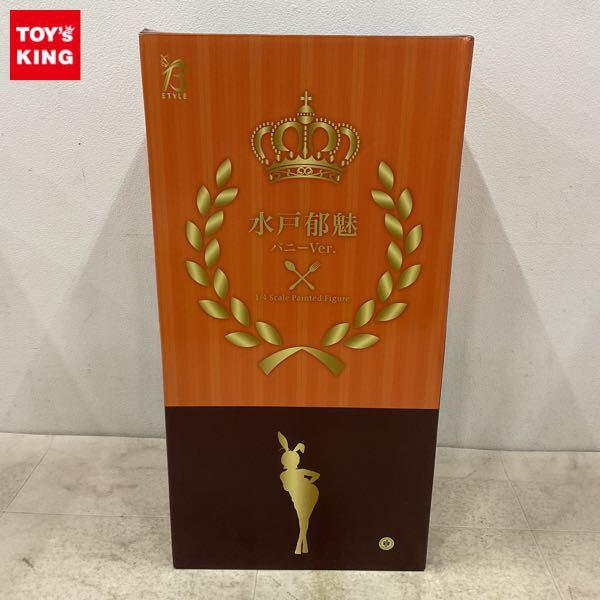 TOY's
KING
B
STYLE
水戸郁魅
バニーVer.
1/4 Scale Painted Figure